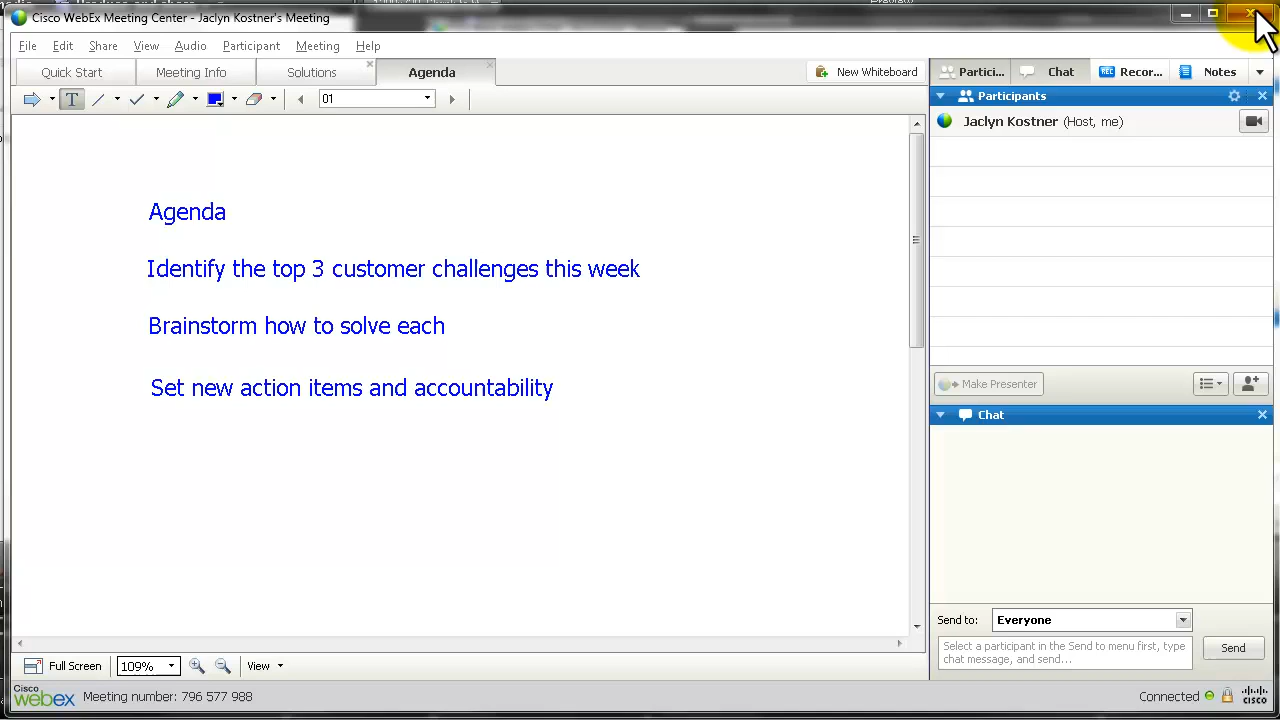 Cisco WebEx Meeting Center - Jaclyn Kostner's Meeting
File Edit Share View Audio Participant Meeting Help
Quick Start Meeting Info Solutions Agenda New Whiteboard
Partici... Chat Recor... Notes
T 01
Participants
Jaclyn Kostner (Host, me)
Agenda
Identify the top 3 customer challenges this week
Brainstorm how to solve each
Set new action items and accountability
Make Presenter
Chat
Send to: Everyone
Select a participant in the Send to menu first, type
chat message, and send...
Send
Full Screen 109% View
Cisco
webex Meeting number: 796 577 988
Connected
CISCO